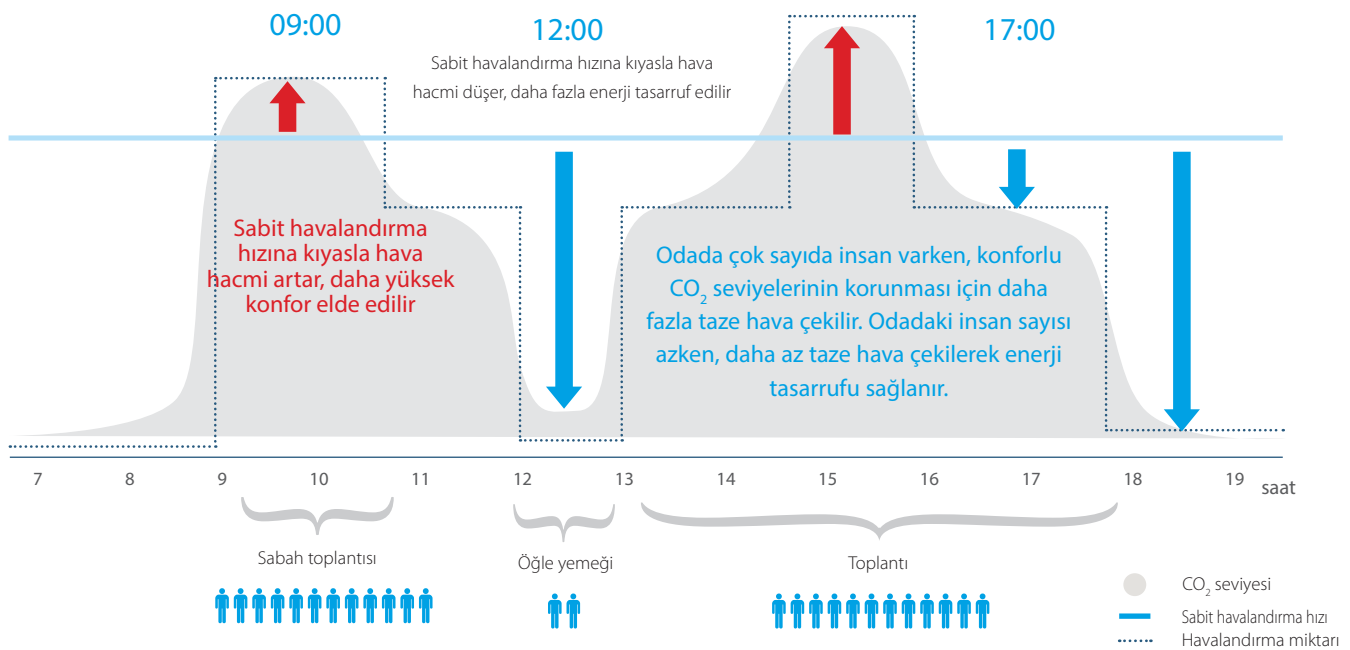 09:00
12:00
17:00
Sabit havalandırma hızına kıyasla hava
hacmi düşer, daha fazla enerji tasarruf edilir
Sabit havalandırma
hızına kıyasla hava
hacmi artar, daha yüksek
konfor elde edilir
Odada çok sayıda insan varken, konforlu
CO₂ seviyelerinin korunması için daha
fazla taze hava çekilir. Odadaki insan sayısı
azken, daha az taze hava çekilerek enerji
tasarrufu sağlanır.
7 8 9 10 11 12 13 14 15 16 17 18 19 saat
Sabah toplantısı
Öğle yemeği
Toplantı
CO₂ seviyesi
Sabit havalandırma hızı
Havalandırma miktarı